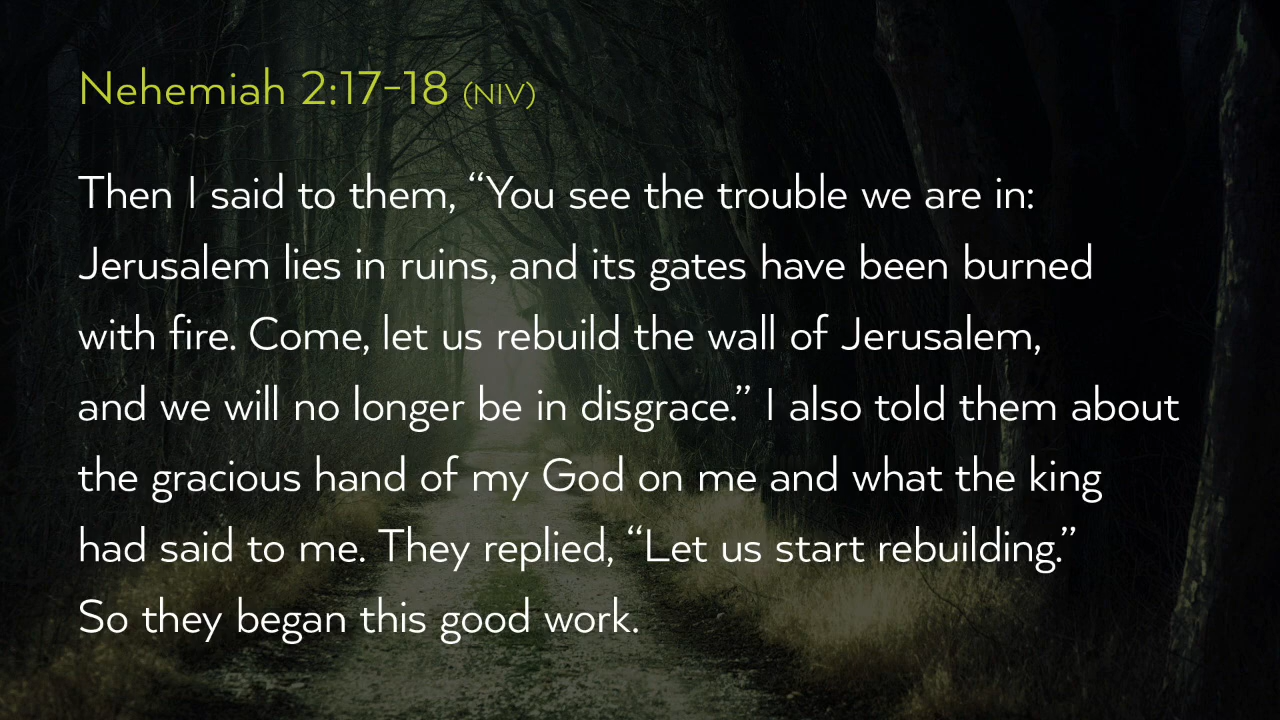 Nehemiah 2:17-18 (NIV)
Then I said to them, “You see the trouble we are in:
Jerusalem lies in ruins, and its gates have been burned
with fire. Come, let us rebuild the wall of Jerusalem,
and we will no longer be in disgrace.” I also told them about
the gracious hand of my God on me and what the king
had said to me. They replied, “Let us start rebuilding.”
So they began this good work.